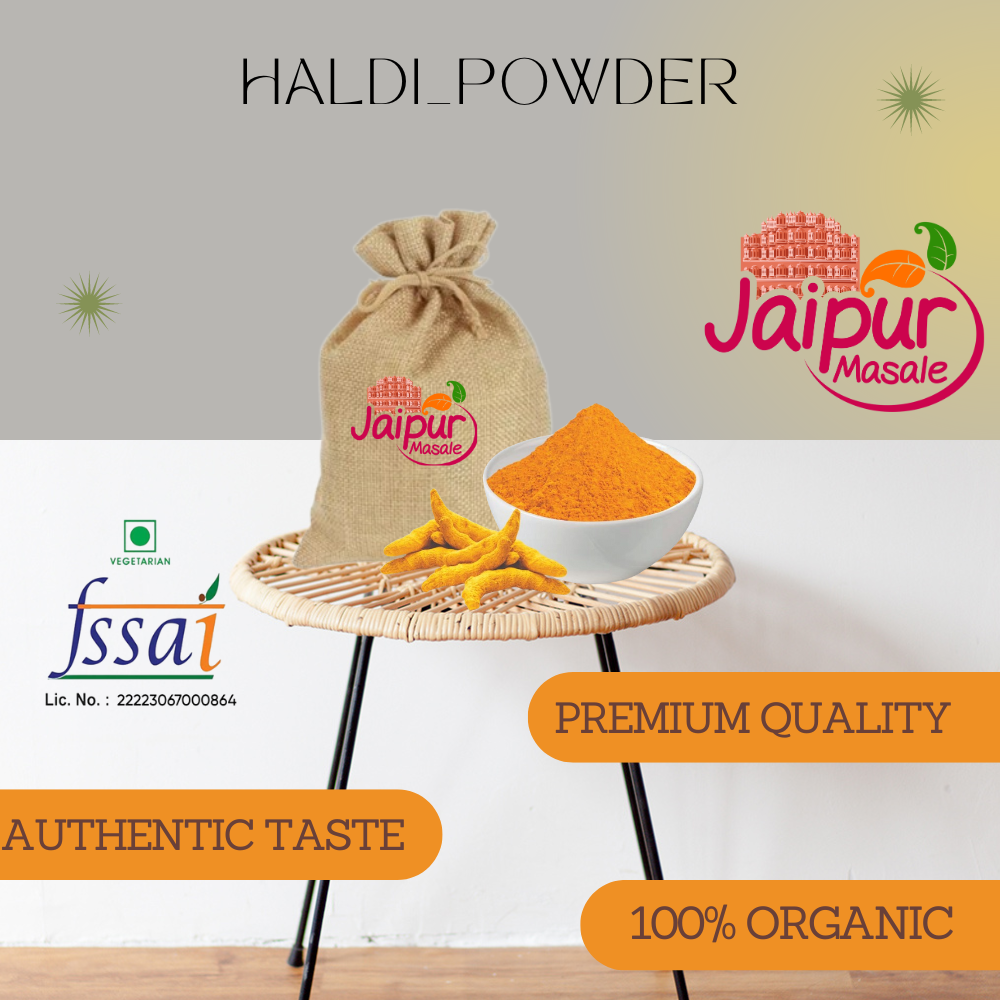 HALDI_POWDER
Jaipur
Masale
Jaipur
Masale
VEGETARIAN
fssai
Lic. No. : 22223067000864
PREMIUM QUALITY
AUTHENTIC TASTE
100% ORGANIC